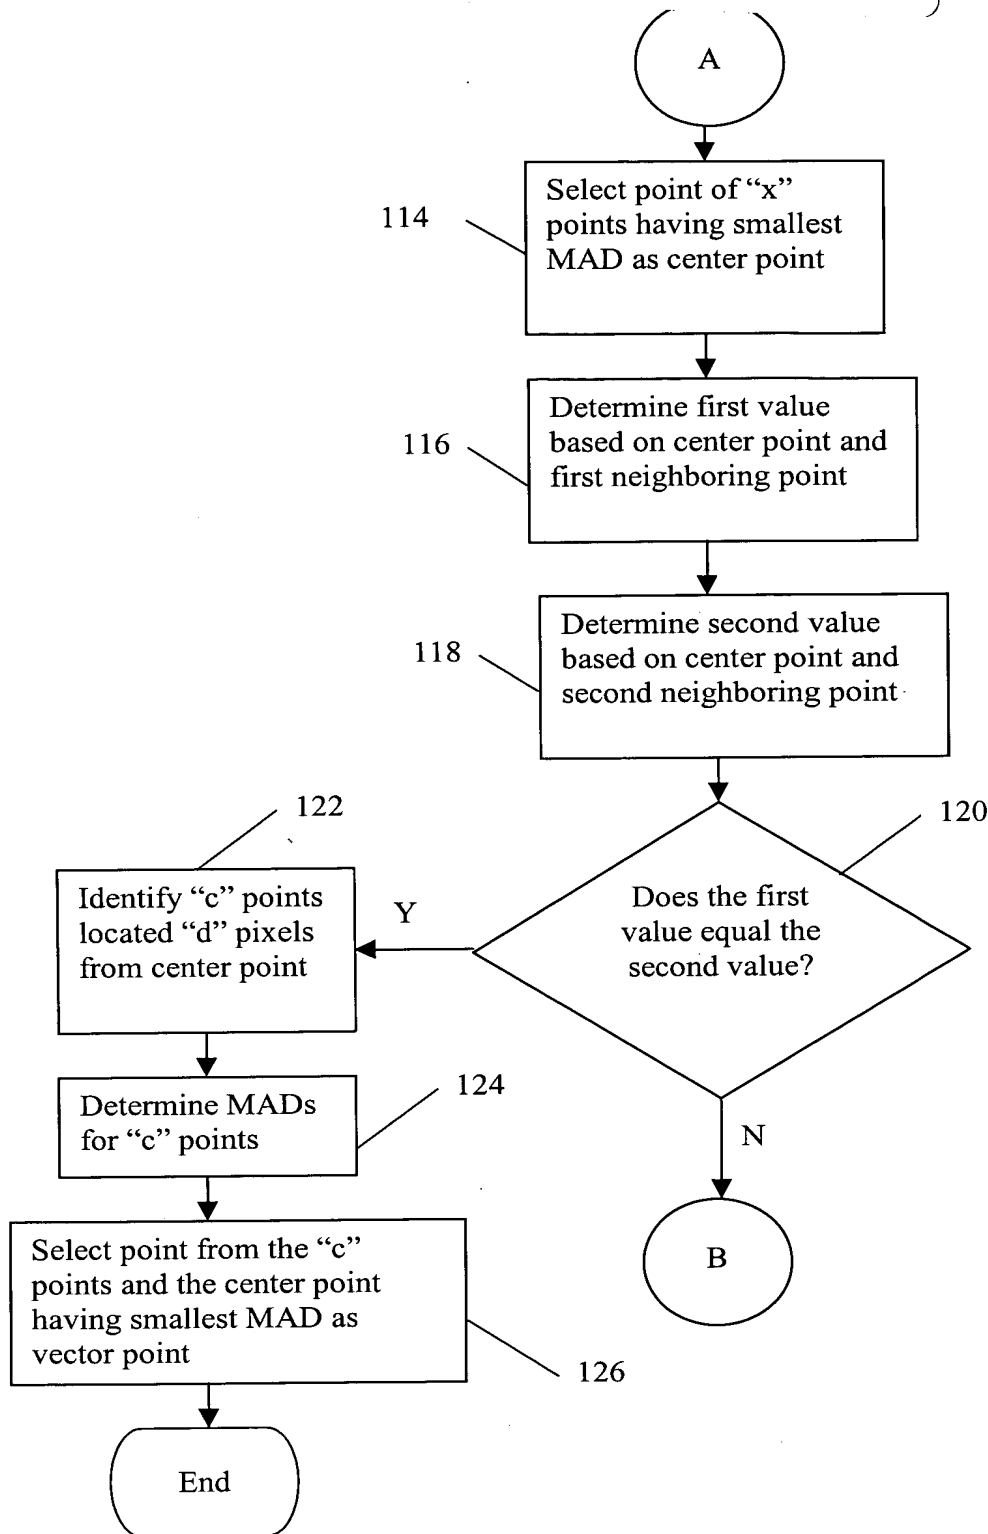 A
114
Select point of “x”
points having smallest
MAD as center point
116
Determine first value
based on center point and
first neighboring point
118
Determine second value
based on center point and
second neighboring point
120
Does the first
value equal the
second value?
Y
122
Identify “c” points
located “d” pixels
from center point
124
Determine MADs
for “c” points
N
B
Select point from the “c”
points and the center point
having smallest MAD as
vector point
126
End